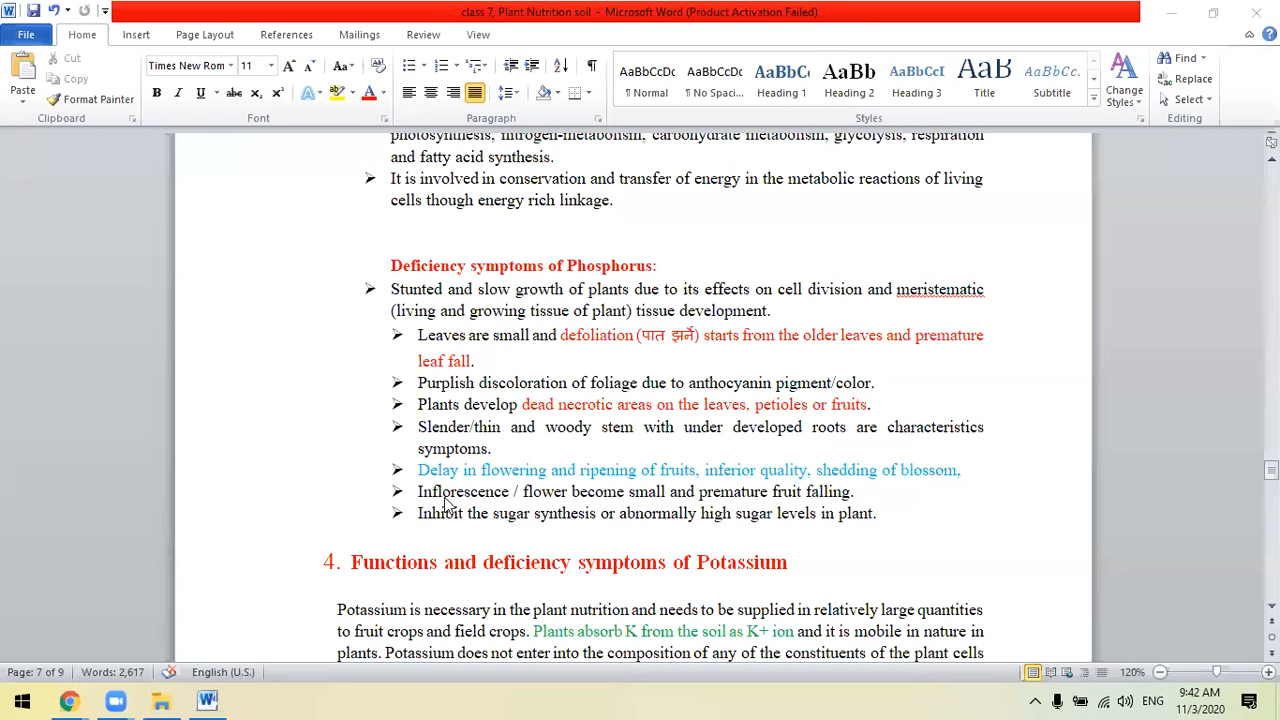 class 7, Plant Nutrition soil - Microsoft Word (Product Activation Failed)
File Home Insert Page Layout References Mailings Review View
Paste
Cut
Copy
Format Painter
Clipboard
Times New Rom 11
Font
Paragraph
AaBbCcDc AaBbCcDc AaBbCc AaBb AaBbCcI AaB AaBbCcDc
¶ Normal ¶ No Spaci... Heading 1 Heading 2 Heading 3 Title Subtitle
Change Styles
Styles
Find
Replace
Select
Editing
photosynthesis, nitrogen-metabolism, carbohydrate metabolism, glycolysis, respiration
and fatty acid synthesis.
It is involved in conservation and transfer of energy in the metabolic reactions of living
cells though energy rich linkage.
Deficiency symptoms of Phosphorus:
Stunted and slow growth of plants due to its effects on cell division and meristematic
(living and growing tissue of plant) tissue development.
Leaves are small and defoliation (पात झर्ने) starts from the older leaves and premature
leaf fall.
Purplish discoloration of foliage due to anthocyanin pigment/color.
Plants develop dead necrotic areas on the leaves, petioles or fruits.
Slender/thin and woody stem with under developed roots are characteristics
symptoms.
Delay in flowering and ripening of fruits, inferior quality, shedding of blossom,
Inflorescence / flower become small and premature fruit falling.
Inhibit the sugar synthesis or abnormally high sugar levels in plant.
4. Functions and deficiency symptoms of Potassium
Potassium is necessary in the plant nutrition and needs to be supplied in relatively large quantities
to fruit crops and field crops. Plants absorb K from the soil as K+ ion and it is mobile in nature in
plants. Potassium does not enter into the composition of any of the constituents of the plant cells
Page: 7 of 9 Words: 2,617 English (U.S.) 120%
ENG 9:42 AM
11/3/2020